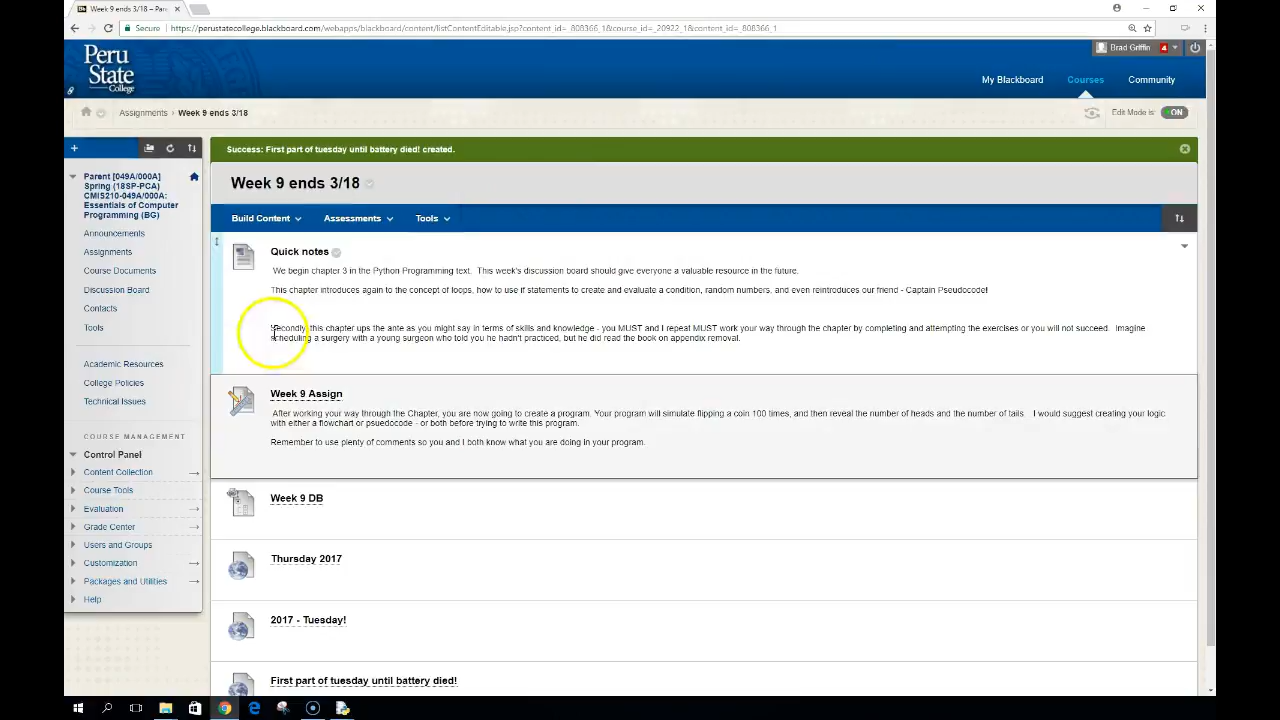 Week 9 ends 3/18 – Par
Secure
https://perustatecollege.blackboard.com/webapps/blackboard/content/listContentEditable.jsp?content_id=_808366_1&course_id=_20922_1&content_id=_808366_1
Peru
State
College
Brad Griffin 4
My Blackboard Courses Community
Assignments › Week 9 ends 3/18
Edit Mode is: ON
Success: First part of tuesday until battery died! created.
Week 9 ends 3/18
Build Content Assessments Tools
Parent [049A/000A]
Spring (18SP-PCA)
CMIS210-049A/000A:
Essentials of Computer
Programming (BG)
Announcements
Assignments
Course Documents
Discussion Board
Contacts
Tools
Academic Resources
College Policies
Technical Issues
COURSE MANAGEMENT
Control Panel
Content Collection
Course Tools
Evaluation
Grade Center
Users and Groups
Customization
Packages and Utilities
Help
Quick notes
We begin chapter 3 in the Python Programming text. This week's discussion board should give everyone a valuable resource in the future.
This chapter introduces again to the concept of loops, how to use if statements to create and evaluate a condition, random numbers, and even reintroduces our friend - Captain Pseudocode!
Secondly, this chapter ups the ante as you might say in terms of skills and knowledge - you MUST and I repeat MUST work your way through the chapter by completing and attempting the exercises or you will not succeed. Imagine
scheduling a surgery with a young surgeon who told you he hadn't practiced, but he did read the book on appendix removal.
Week 9 Assign
After working your way through the Chapter, you are now going to create a program. Your program will simulate flipping a coin 100 times, and then reveal the number of heads and the number of tails. I would suggest creating your logic
with either a flowchart or psuedocode - or both before trying to write this program.
Remember to use plenty of comments so you and I both know what you are doing in your program.
Week 9 DB
Thursday 2017
2017 - Tuesday!
First part of tuesday until battery died!